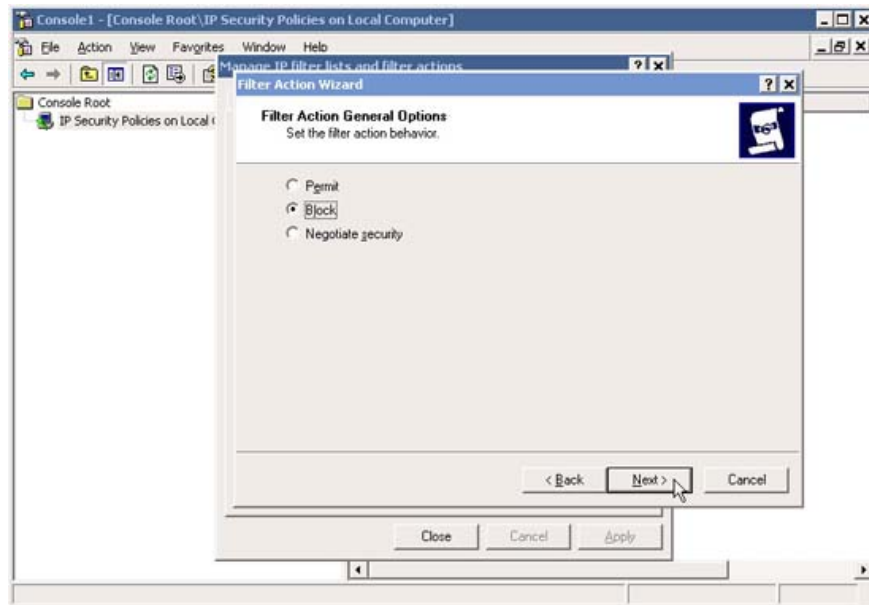 Console1 - [Console Root\IP Security Policies on Local Computer]
File Action View Favorites Window Help
Manage IP filter lists and filter actions
Filter Action Wizard
Console Root
IP Security Policies on Local
Filter Action General Options
Set the filter action behavior.
Permit
Block
Negotiate security
< Back Next > Cancel
Close Cancel Apply